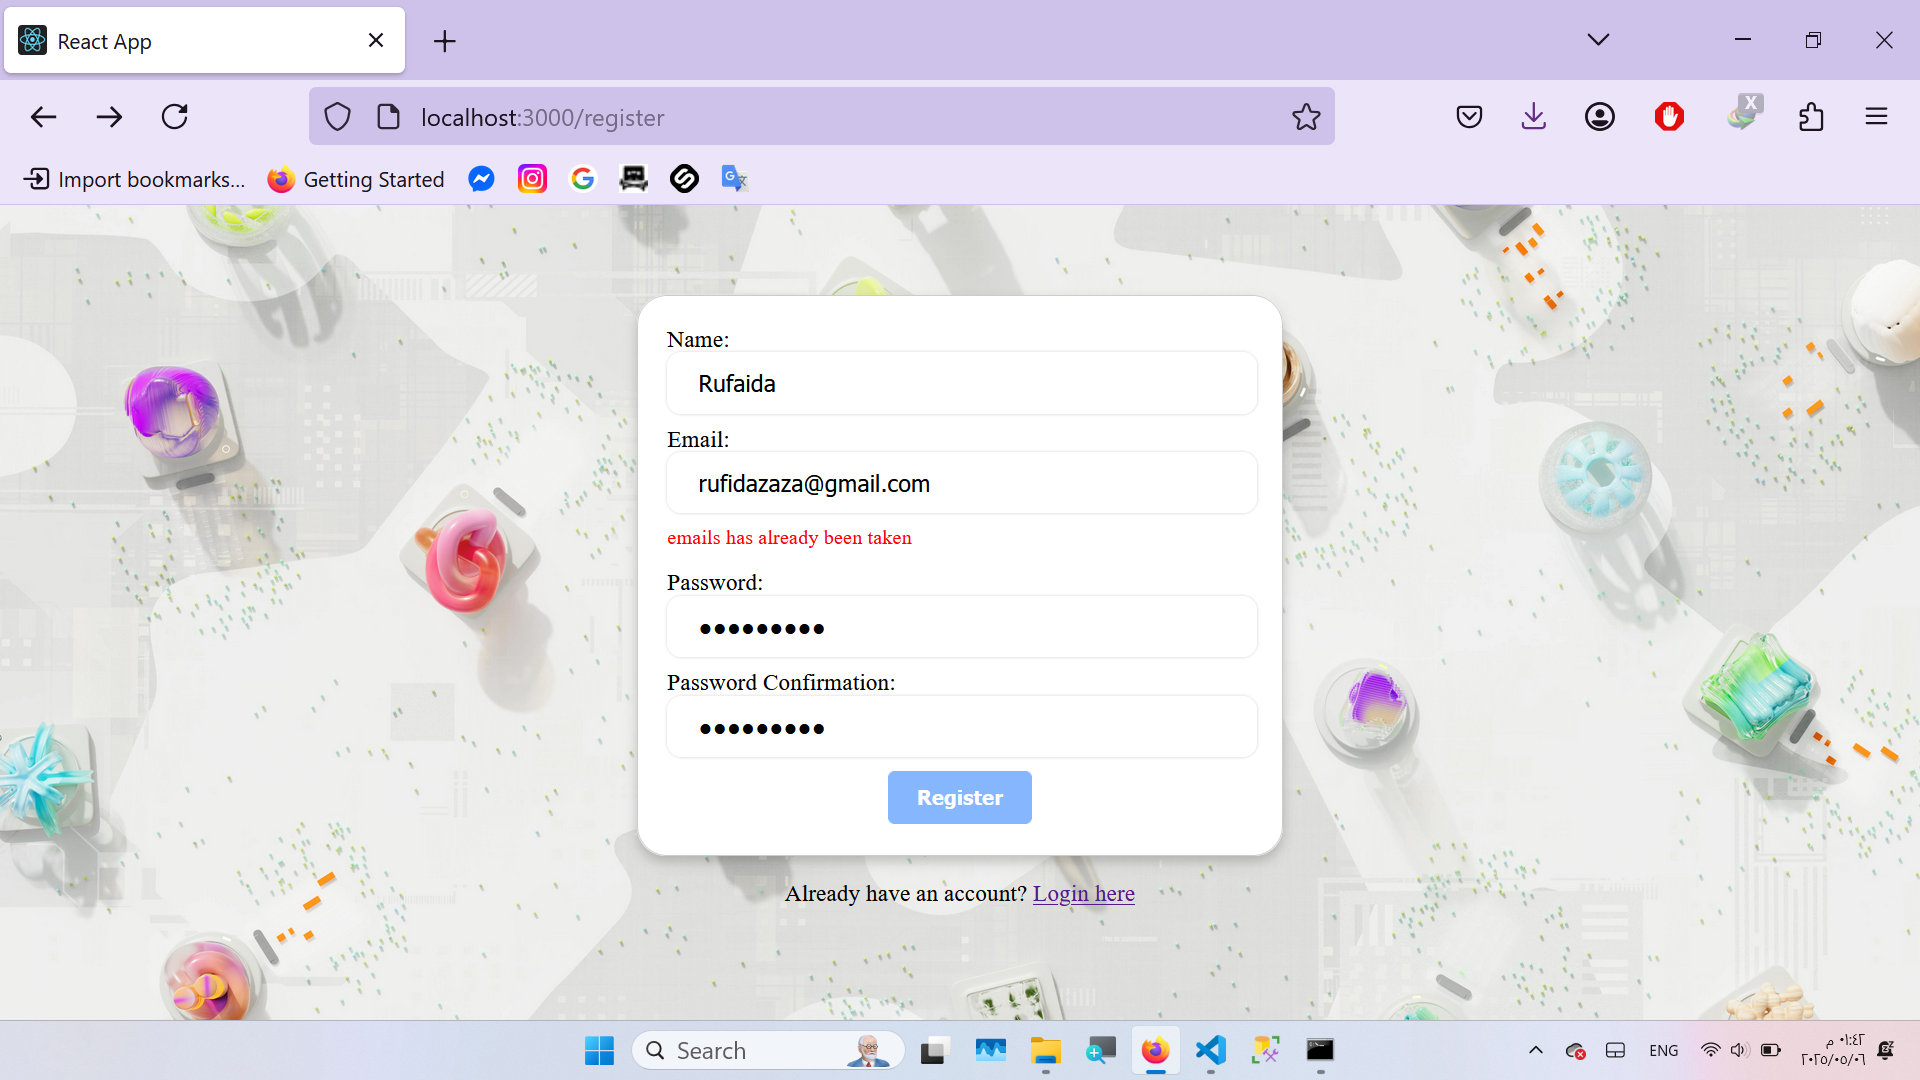 React App
localhost:3000/register
X
Import bookmarks...
Getting Started
Name:
Rufaida
Email:
rufidazaza@gmail.com
emails has already been taken
Password:
●●●●●●●●●
Password Confirmation:
●●●●●●●●●
Register
Already have an account? Login here
Search
ENG
٠١:٤٢ م
٢٠٢٥/٠٥/٠٦